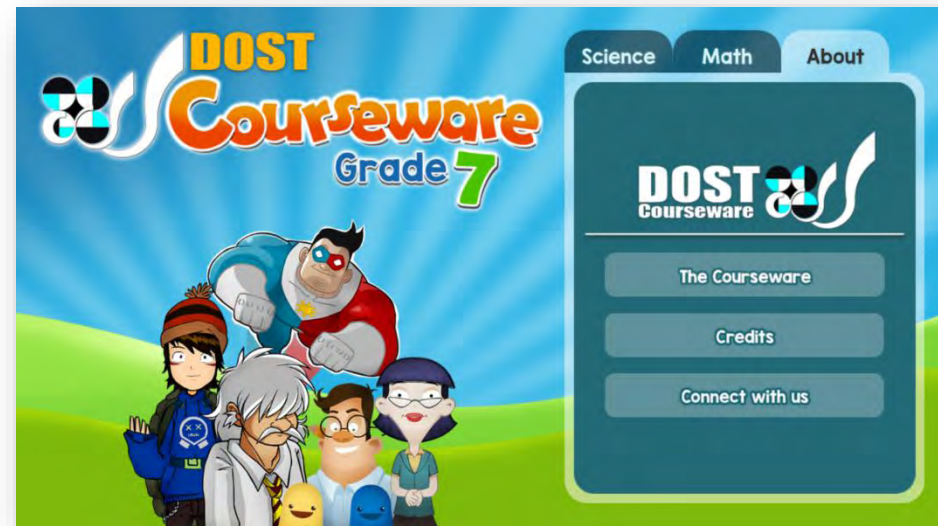 DOST
Courseware
Grade 7
Science
Math
About
DOST
Courseware
The Courseware
Credits
Connect with us